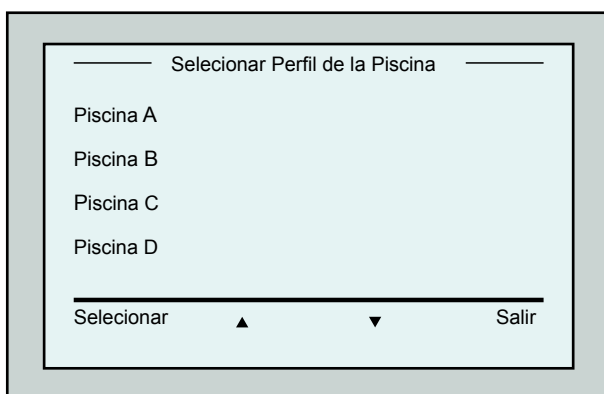 Selecionar Perfil de la Piscina
Piscina A
Piscina B
Piscina C
Piscina D
Selecionar ▲ ▼ Salir